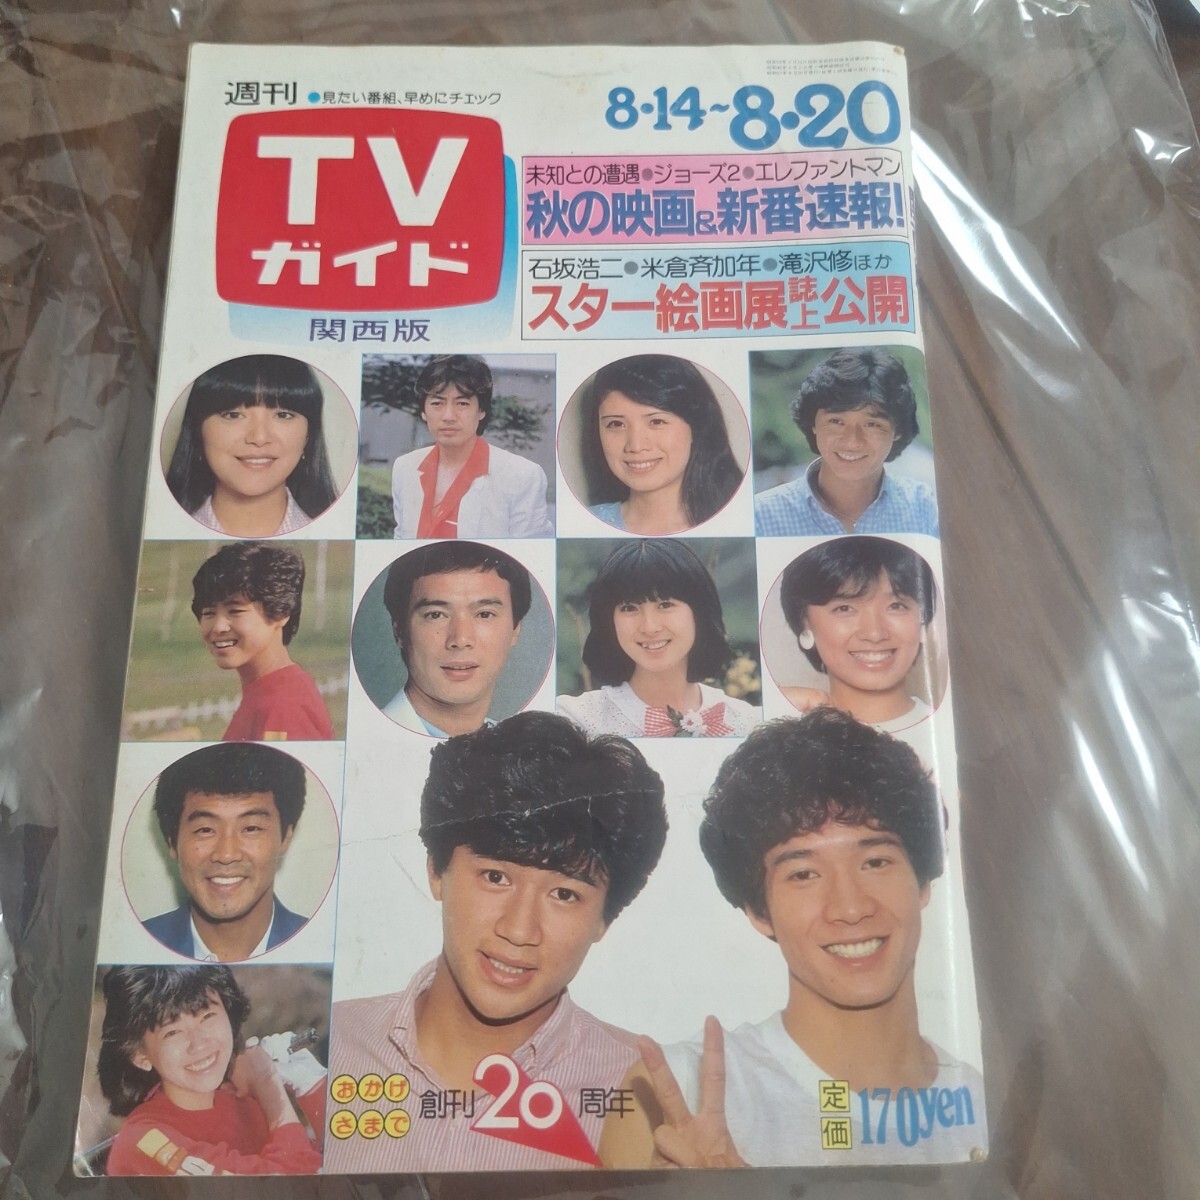 週刊
●見たい番組、早めにチェック
TV
ガイド
関西版
8・14~8・20
未知との遭遇●ジョーズ2●エレファントマン
秋の映画&新番速報!
石坂浩二●米倉斉加年●滝沢修ほか
スター絵画展誌上公開
おかげさまで
創刊20周年
定価
170yen